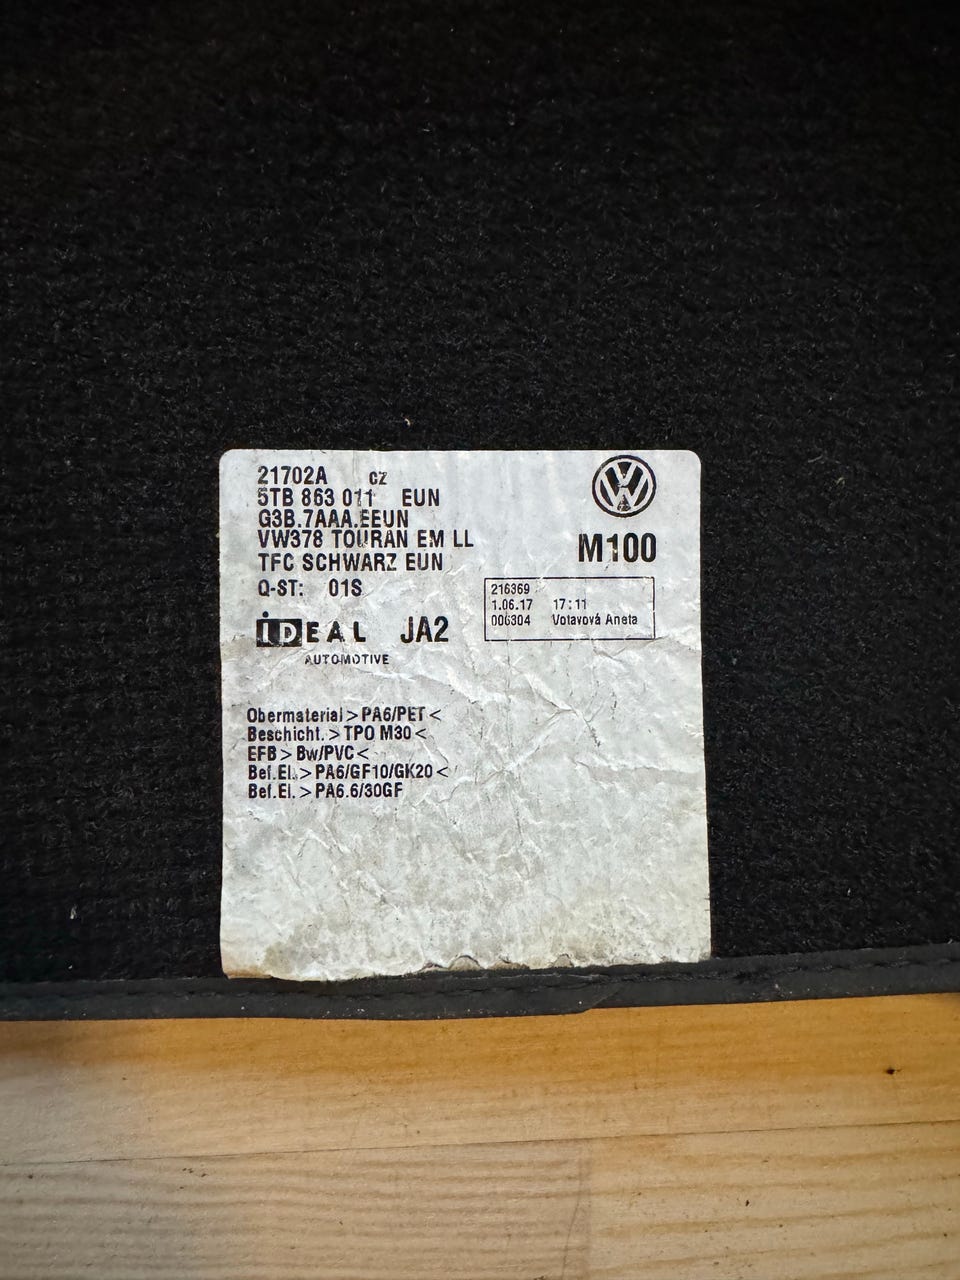 21702A CZ
5TB 863 011 EUN
G3B.7AAA.EEUN
VW378 TOURAN EM LL
TFC SCHWARZ EUN
Q-ST: 01S
M100
216369
1.06.17 17:11
006304 Votavová Aneta
iDEAL JA2
AUTOMOTIVE
Obermaterial > PA6/PET <
Beschicht. > TPO M30 <
EFB > Bw/PVC <
Bef.El. > PA6/GF10/GK20 <
Bef.El. > PA6.6/30GF